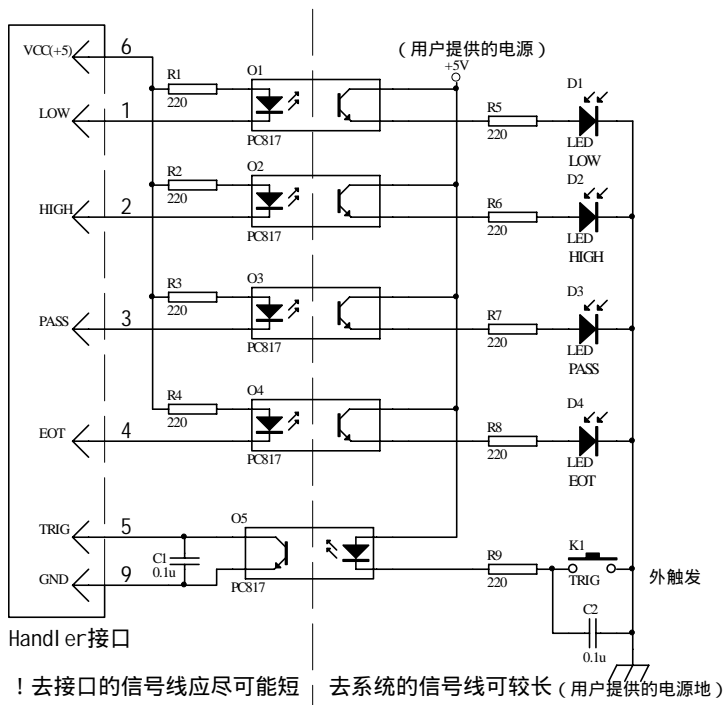 (用户提供的电源)
+5V
VCC(+5) 6
R1
220
O1
PC817
LOW 1
R5
220
D1
LED
LOW
R2
220
O2
PC817
HIGH 2
R6
220
D2
LED
HIGH
R3
220
O3
PC817
PASS 3
R7
220
D3
LED
PASS
R4
220
O4
PC817
EOT 4
R8
220
D4
LED
EOT
TRIG 5
C1
0.1u
GND 9
O5
PC817
R9
220
K1
TRIG
外触发
C2
0.1u
Handler接口
!去接口的信号线应尽可能短
去系统的信号线可较长
(用户提供的电源地)